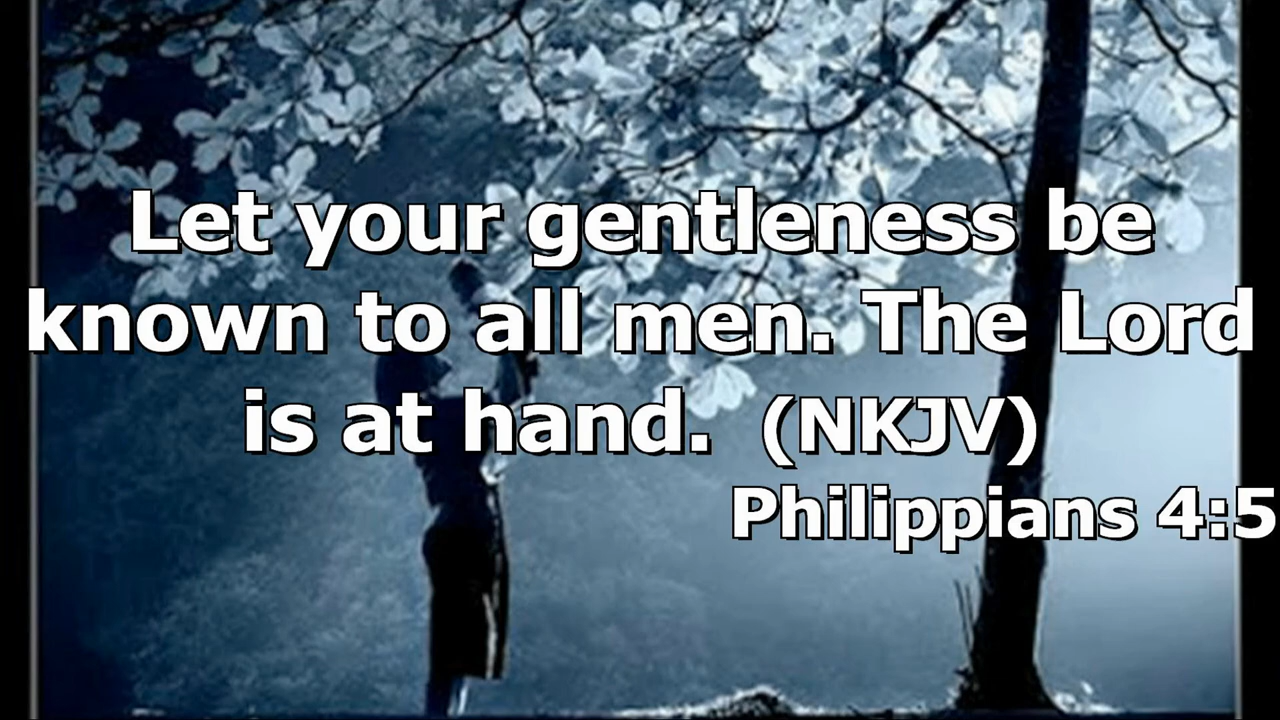 Let your gentleness be
known to all men. The Lord
is at hand. (NKJV)
Philippians 4:5